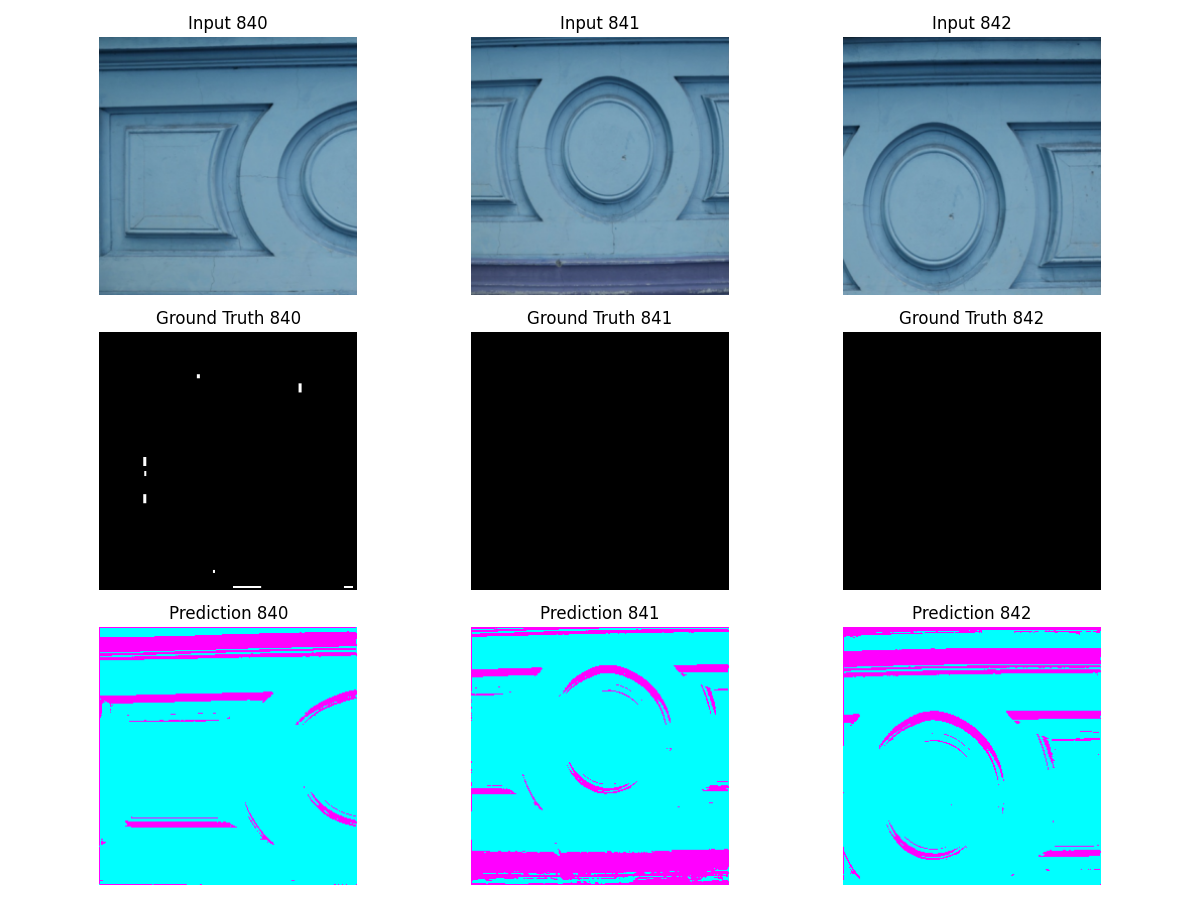 Input 840
Input 841
Input 842
Ground Truth 840
Ground Truth 841
Ground Truth 842
Prediction 840
Prediction 841
Prediction 842